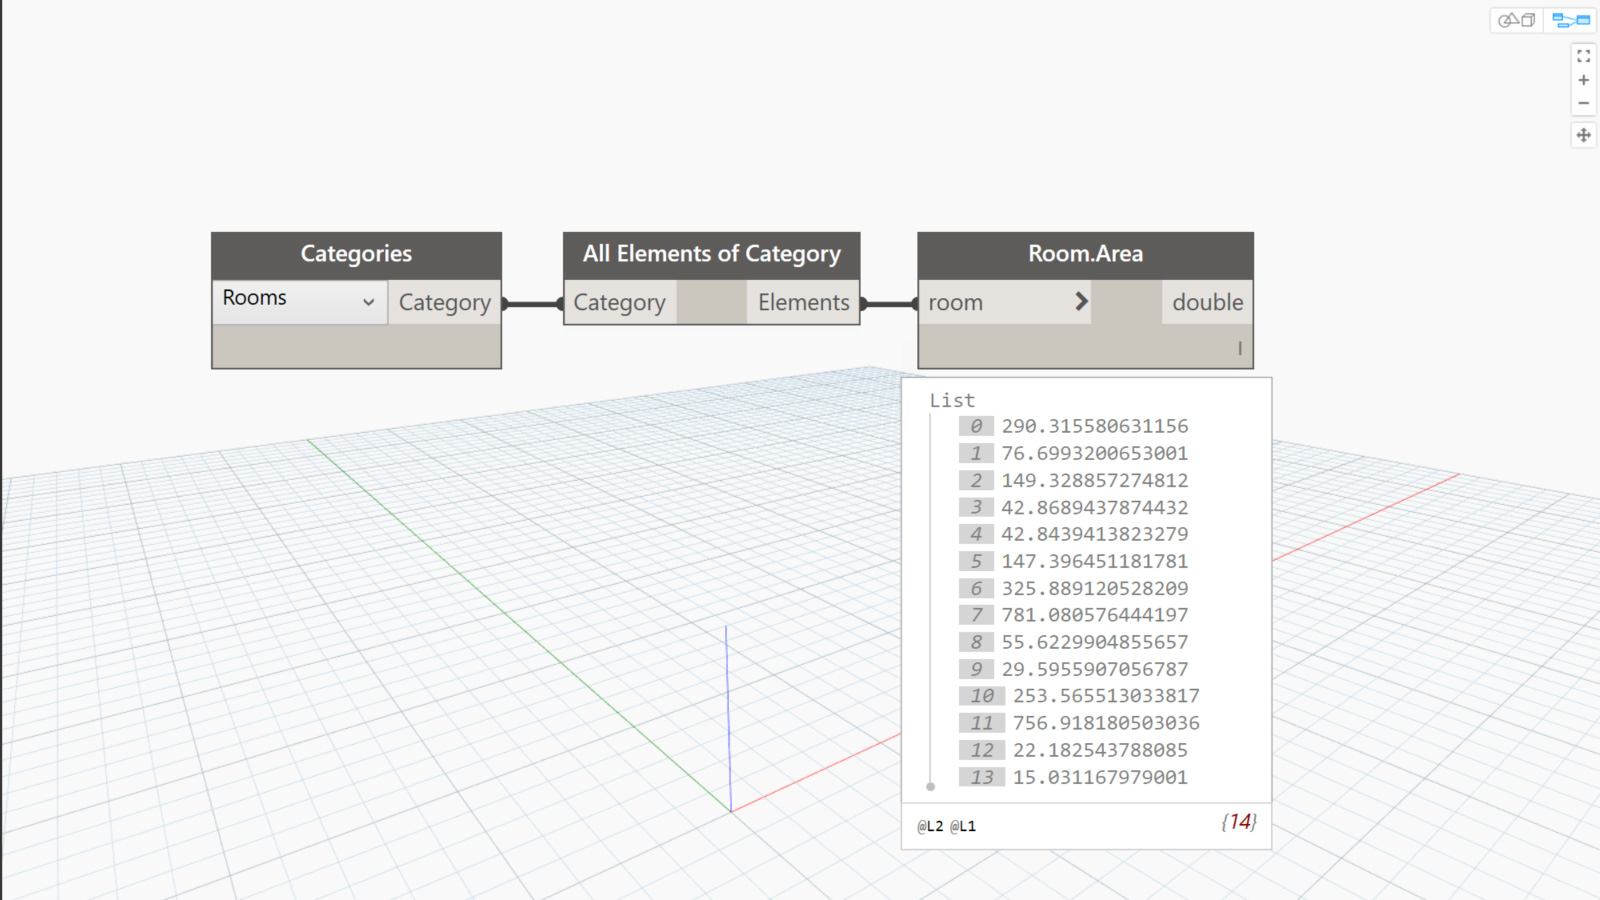 Categories
Rooms
Category
All Elements of Category
Category
Elements
Room.Area
room
double
l
List
0 290.315580631156
1 76.6993200653001
2 149.328857274812
3 42.8689437874432
4 42.8439413823279
5 147.396451181781
6 325.889120528209
7 781.080576444197
8 55.6229904855657
9 29.5955907056787
10 253.565513033817
11 756.918180503036
12 22.182543788085
13 15.031167979001
@L2 @L1
{14}